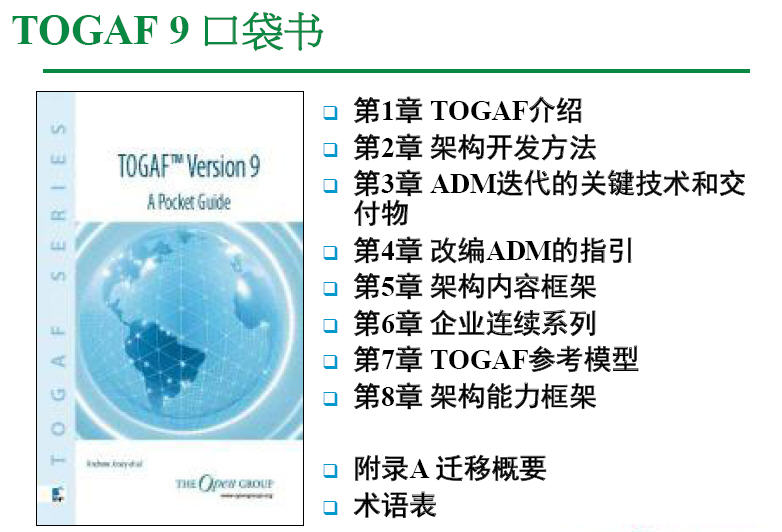 TOGAF 9 口袋书
TOGAF SERIES
TOGAF™ Version 9
A Pocket Guide
Andrew Josey et al
THE Open GROUP
www.opengroup.org
第1章 TOGAF介绍
第2章 架构开发方法
第3章 ADM迭代的关键技术和交
付物
第4章 改编ADM的指引
第5章 架构内容框架
第6章 企业连续系列
第7章 TOGAF参考模型
第8章 架构能力框架
附录A 迁移概要
术语表